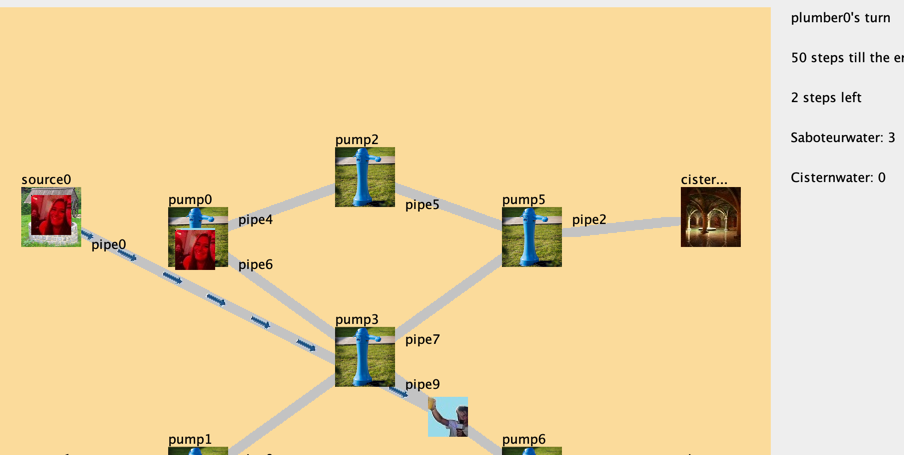 plumber0's turn
50 steps till the
2 steps left
Saboteurwater: 3
Cisternwater: 0
pump2
source0
cister...
pump0
pipe4
pipe5
pump5
pipe2
pipe0
pipe6
pump3
pipe7
pipe9
pump1
pump6